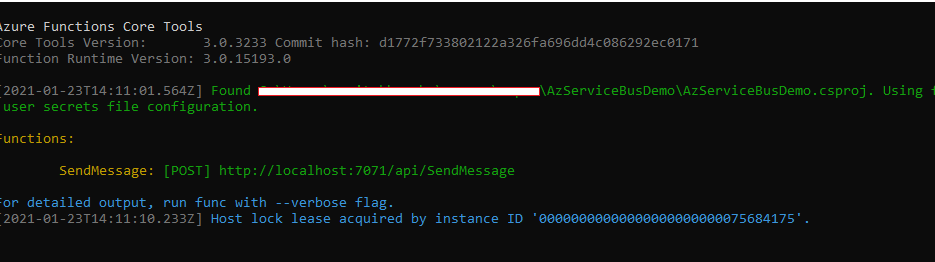 Azure Functions Core Tools
Core Tools Version: 3.0.3233 Commit hash: d1772f733802122a326fa696dd4c086292ec0171
Function Runtime Version: 3.0.15193.0
[2021-01-23T14:11:01.564Z] Found \AzServiceBusDemo\AzServiceBusDemo.csproj. Using
user secrets file configuration.
Functions:
SendMessage: [POST] http://localhost:7071/api/SendMessage
For detailed output, run func with --verbose flag.
[2021-01-23T14:11:10.233Z] Host lock lease acquired by instance ID '00000000000000000000000075684175'.